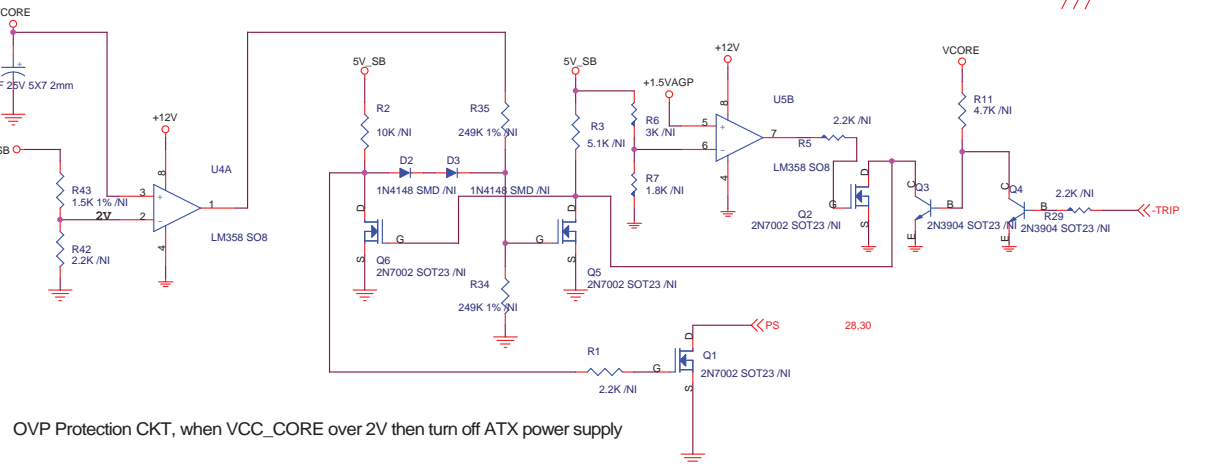 CORE
F 25V 5X7 2mm
+12V
SB
R43
1.5K 1% /NI
2V
R42
2.2K /NI
3
2
8
4
1
+
−
U4A
LM358 SO8
5V_SB
R2
10K /NI
D2
D3
1N4148 SMD /NI
1N4148 SMD /NI
R35
249K 1% /NI
D
G
S
Q6
2N7002 SOT23 /NI
R34
249K 1% /NI
5V_SB
R3
5.1K /NI
R6
3K /NI
R7
1.8K /NI
D
G
S
Q5
2N7002 SOT23 /NI
+1.5VAGP
+12V
5
6
8
4
7
+
−
U5B
LM358 SO8
2.2K /NI
R5
D
G
S
Q2
2N7002 SOT23 /NI
VCORE
R11
4.7K /NI
C
B
E
Q3
2N3904 SOT23 /NI
C
B
E
Q4
2N3904 SOT23 /NI
2.2K /NI
R29
-TRIP
R1
2.2K /NI
D
G
S
Q1
2N7002 SOT23 /NI
PS
28,30
OVP Protection CKT, when VCC_CORE over 2V then turn off ATX power supply